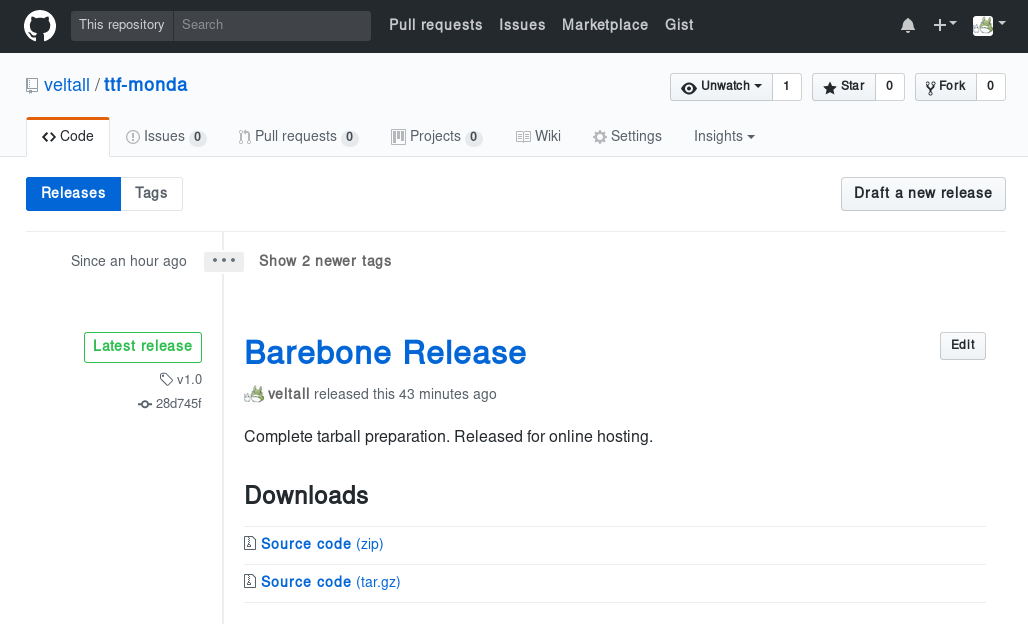 This repository Search Pull requests Issues Marketplace Gist
veltall / ttf-monda Unwatch 1 Star 0 Fork 0
Code Issues 0 Pull requests 0 Projects 0 Wiki Settings Insights
Releases Tags Draft a new release
Since an hour ago ••• Show 2 newer tags
Latest release Barebone Release Edit
v1.0
veltall released this 43 minutes ago
28d745f
Complete tarball preparation. Released for online hosting.
Downloads
Source code (zip)
Source code (tar.gz)